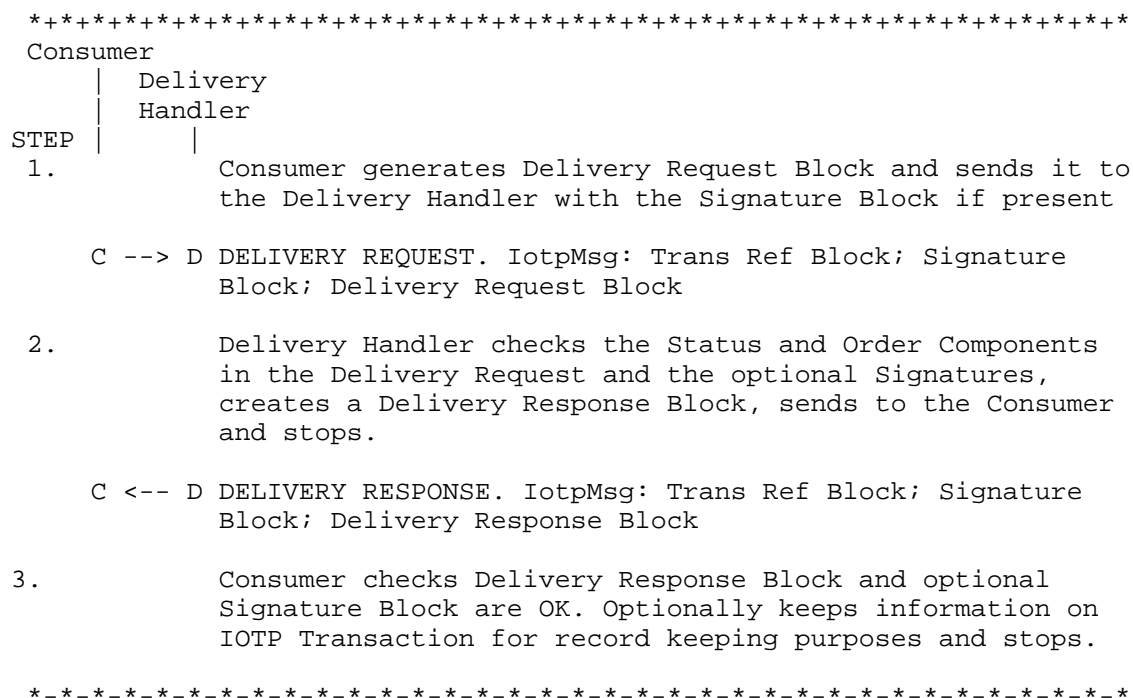 *+*+*+*+*+*+*+*+*+*+*+*+*+*+*+*+*+*+*+*+*+*+*+*+*+*+*+*+*+*+*+*+*+*+*
Consumer
| Delivery
| Handler
STEP | |
1. Consumer generates Delivery Request Block and sends it to
the Delivery Handler with the Signature Block if present
C --> D DELIVERY REQUEST. IotpMsg: Trans Ref Block; Signature
Block; Delivery Request Block
2. Delivery Handler checks the Status and Order Components
in the Delivery Request and the optional Signatures,
creates a Delivery Response Block, sends to the Consumer
and stops.
C <-- D DELIVERY RESPONSE. IotpMsg: Trans Ref Block; Signature
Block; Delivery Response Block
3. Consumer checks Delivery Response Block and optional
Signature Block are OK. Optionally keeps information on
IOTP Transaction for record keeping purposes and stops.
*-*-*-*-*-*-*-*-*-*-*-*-*-*-*-*-*-*-*-*-*-*-*-*-*-*-*-*-*-*-*-*-*-*-*